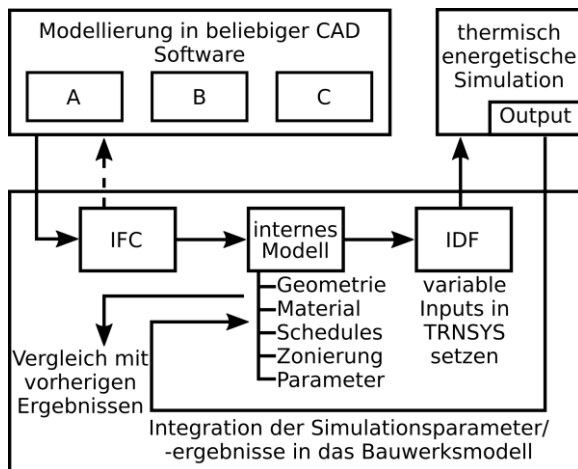 Modellierung in beliebiger CAD
Software
A
B
C
thermisch
energetische
Simulation
Output
IFC
internes
Modell
IDF
Geometrie
Material
Schedules
Zonierung
Parameter
variable
Inputs in
TRNSYS
setzen
Vergleich mit
vorherigen
Ergebnissen
Integration der Simulationsparameter/
-ergebnisse in das Bauwerksmodell